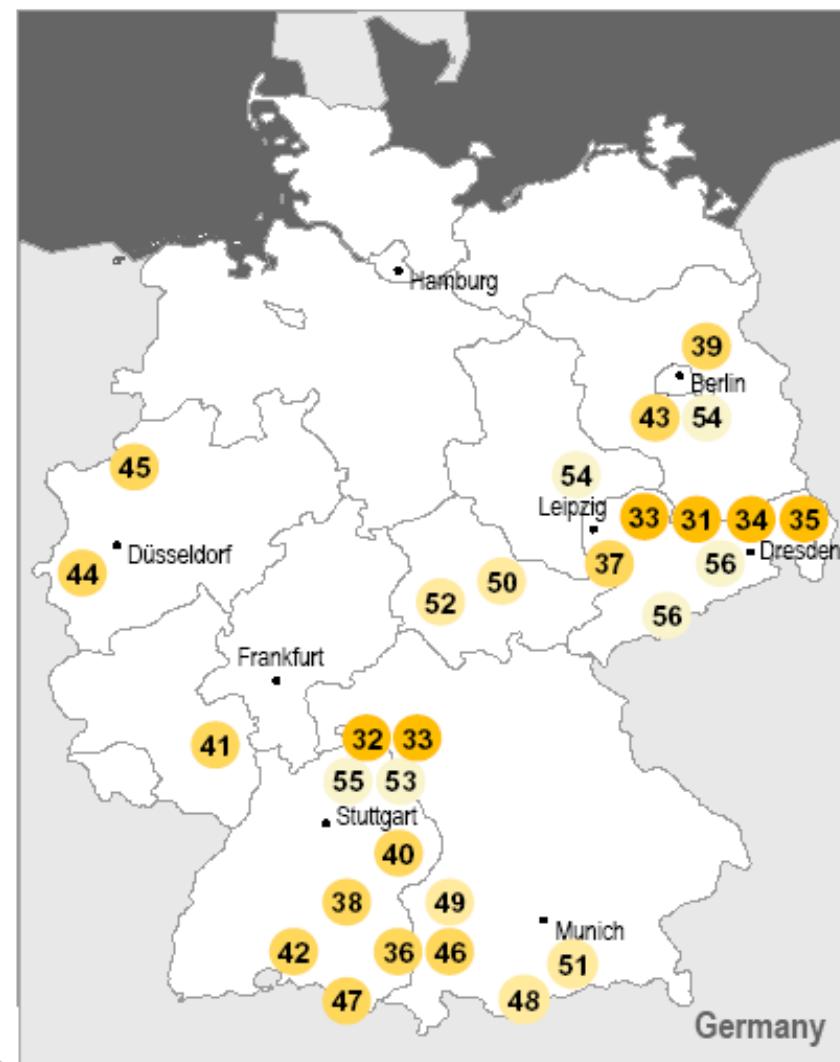 Hamburg
39
Berlin
43 54
45
54
Leipzig
33 31 34 35
Düsseldorf
Dresden
44
37 56
50
52
56
Frankfurt
41
32 33
55 53
Stuttgart
40
38 49
Munich
42 36 46 51
47 48
Germany